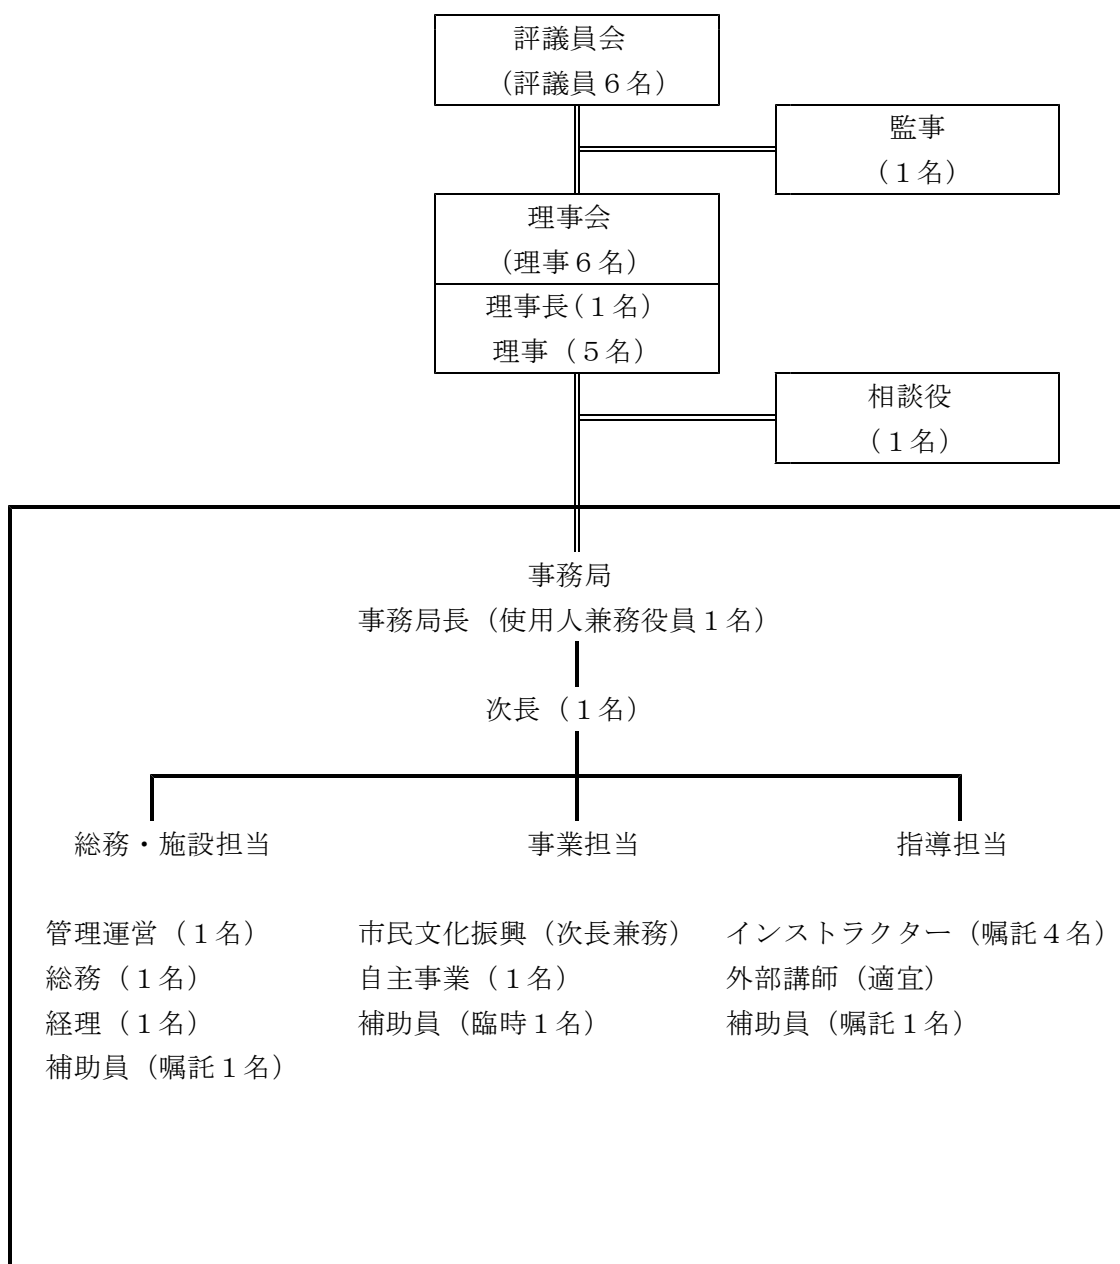 評議員会
（評議員６名）
監事
（１名）
理事会
（理事６名）
理事長（１名）
理事（５名）
相談役
（１名）
事務局
事務局長（使用人兼務役員１名）
次長（１名）
総務・施設担当
管理運営（１名）
総務（１名）
経理（１名）
補助員（嘱託１名）
事業担当
市民文化振興（次長兼務）
自主事業（１名）
補助員（臨時１名）
指導担当
インストラクター（嘱託４名）
外部講師（適宜）
補助員（嘱託１名）